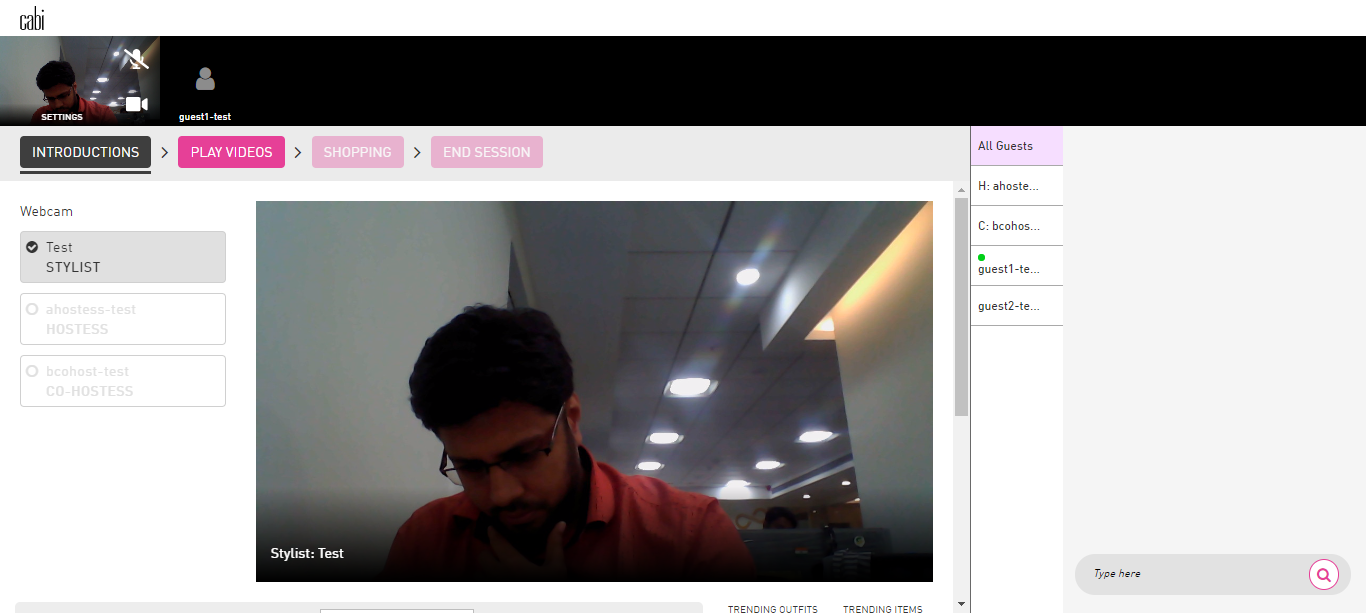 cabi
SETTINGS
guest1-test
INTRODUCTIONS
PLAY VIDEOS
SHOPPING
END SESSION
Webcam
Test
STYLIST
ahostess-test
HOSTESS
bcohost-test
CO-HOSTESS
Stylist: Test
TRENDING OUTFITS
TRENDING ITEMS
All Guests
H: ahoste...
C: bcohos...
guest1-te...
guest2-te...
Type here